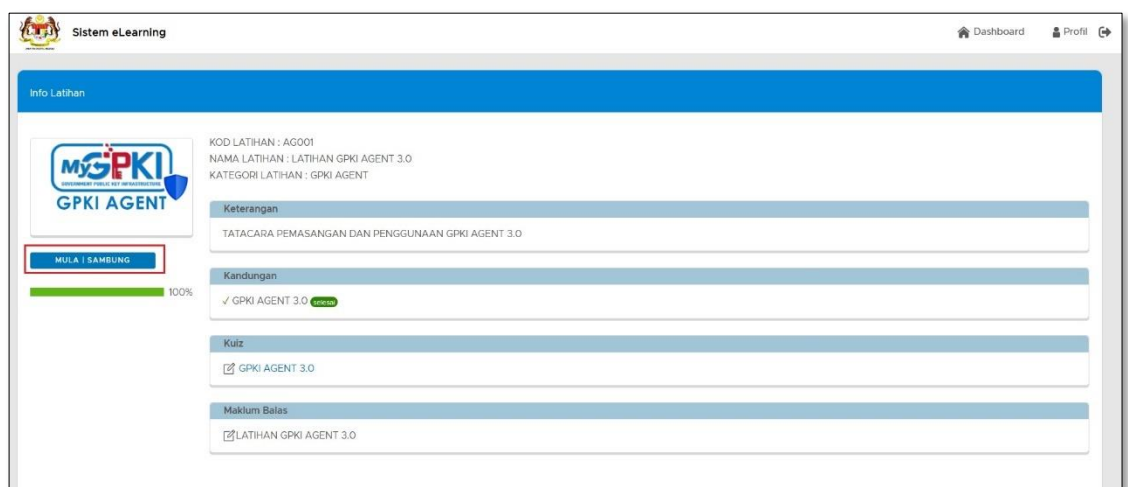 Sistem eLearning
Dashboard
Profil
Info Latihan
MyGPKI
GOVERNMENT PUBLIC KEY INFRASTRUCTURE
GPKI AGENT
MULA | SAMBUNG
100%
KOD LATIHAN : AG001
NAMA LATIHAN : LATIHAN GPKI AGENT 3.0
KATEGORI LATIHAN : GPKI AGENT
Keterangan
TATACARA PEMASANGAN DAN PENGGUNAAN GPKI AGENT 3.0
Kandungan
✓ GPKI AGENT 3.0 selesai
Kuiz
GPKI AGENT 3.0
Maklum Balas
LATIHAN GPKI AGENT 3.0